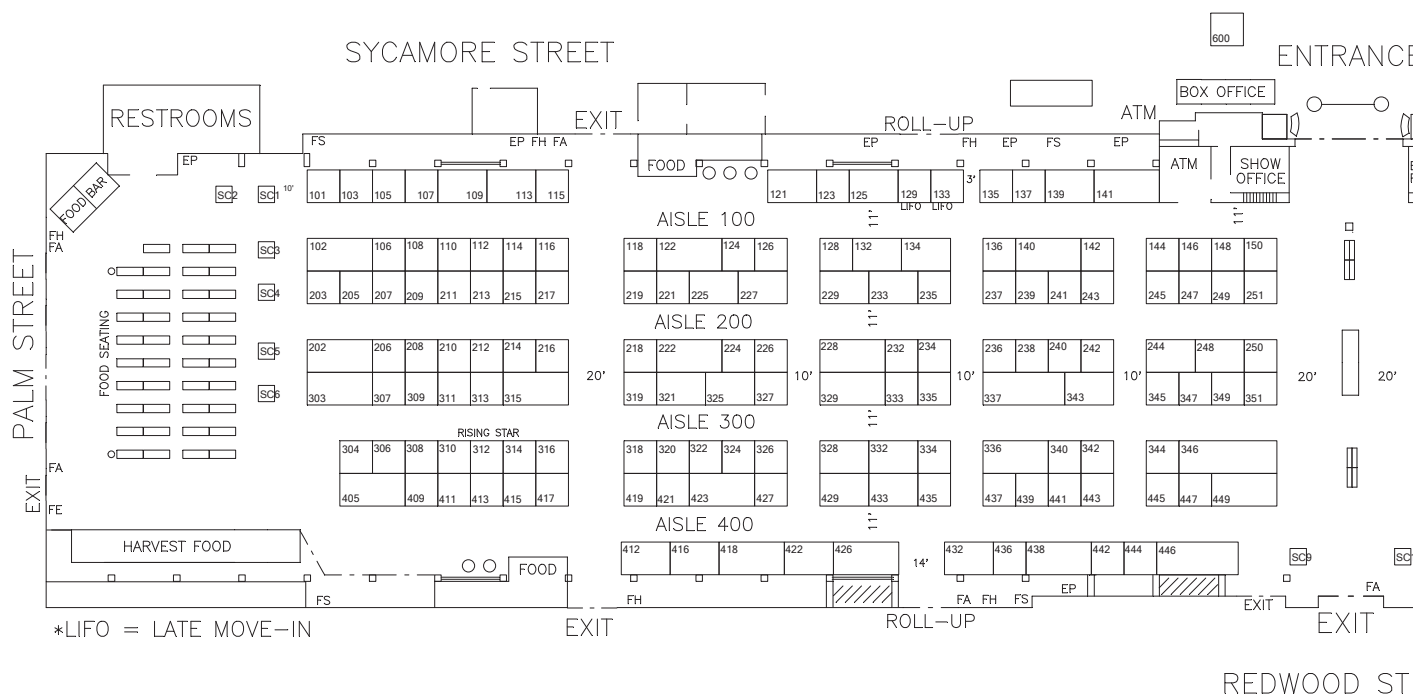 600
SYCAMORE STREET
ENTRANCE
BOX OFFICE
RESTROOMS
EXIT
ROLL-UP
ATM
FS
EP FH FA
EP
FH
EP
FS
EP
EP
FOOD
ATM
SHOW
OFFICE
FOOD BAR
SC2
SC1
10'
101 103 105 107 109 113 115
121 123 125 129 133
3'
135 137 139 141
LIFO LIFO
AISLE 100
11'
11'
FH
FA
SC3
102 106 108 110 112 114 116
118 122 124 126
128 132 134
136 140 142
144 146 148 150
SC4
203 205 207 209 211 213 215 217
219 221 225 227
229 233 235
237 239 241 243
245 247 249 251
PALM STREET
FOOD SEATING
AISLE 200
11'
SC5
202 206 208 210 212 214 216
218 222 224 226
228 232 234
236 238 240 242
244 248 250
20'
10'
10'
10'
20'
20'
SC6
303 307 309 311 313 315
319 321 325 327
329 333 335
337 343
345 347 349 351
AISLE 300
11'
RISING STAR
304 306 308 310 312 314 316
318 320 322 324 326
328 332 334
336 340 342
344 346
FA
EXIT
405 409 411 413 415 417
419 421 423 427
429 433 435
437 439 441 443
445 447 449
FE
AISLE 400
11'
HARVEST FOOD
412 416 418 422 426
14'
432 436 438 442 444 446
SC9
FOOD
FS
FH
FA FH FS
EP
EXIT
FA
*LIFO = LATE MOVE-IN
EXIT
ROLL-UP
EXIT
REDWOOD ST